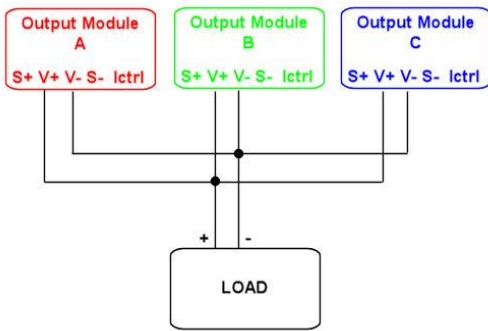 Output Module
A
S+ V+ V- S- Ictrl
Output Module
B
S+ V+ V- S- Ictrl
Output Module
C
S+ V+ V- S- Ictrl
+ -
LOAD